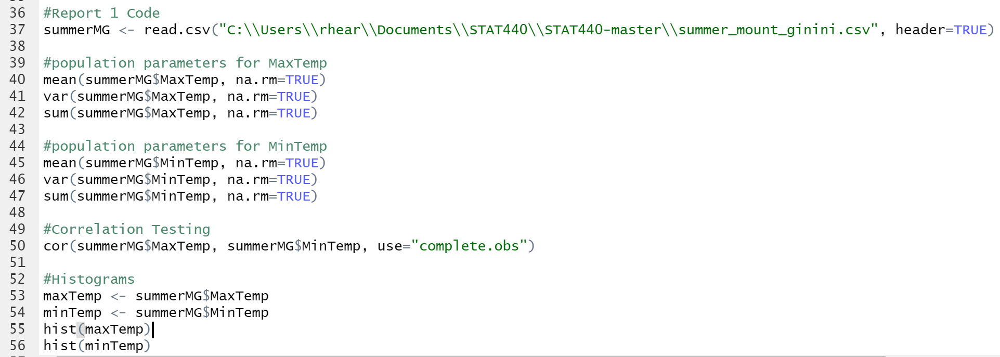 36 #Report 1 Code
37 summerMG <- read.csv("C:\\Users\\rhear\\Documents\\STAT440\\STAT440-master\\summer_mount_ginini.csv", header=TRUE)
38
39 #population parameters for MaxTemp
40 mean(summerMG$MaxTemp, na.rm=TRUE)
41 var(summerMG$MaxTemp, na.rm=TRUE)
42 sum(summerMG$MaxTemp, na.rm=TRUE)
43
44 #population parameters for MinTemp
45 mean(summerMG$MinTemp, na.rm=TRUE)
46 var(summerMG$MinTemp, na.rm=TRUE)
47 sum(summerMG$MinTemp, na.rm=TRUE)
48
49 #Correlation Testing
50 cor(summerMG$MaxTemp, summerMG$MinTemp, use="complete.obs")
51
52 #Histograms
53 maxTemp <- summerMG$MaxTemp
54 minTemp <- summerMG$MinTemp
55 hist(maxTemp)
56 hist(minTemp)